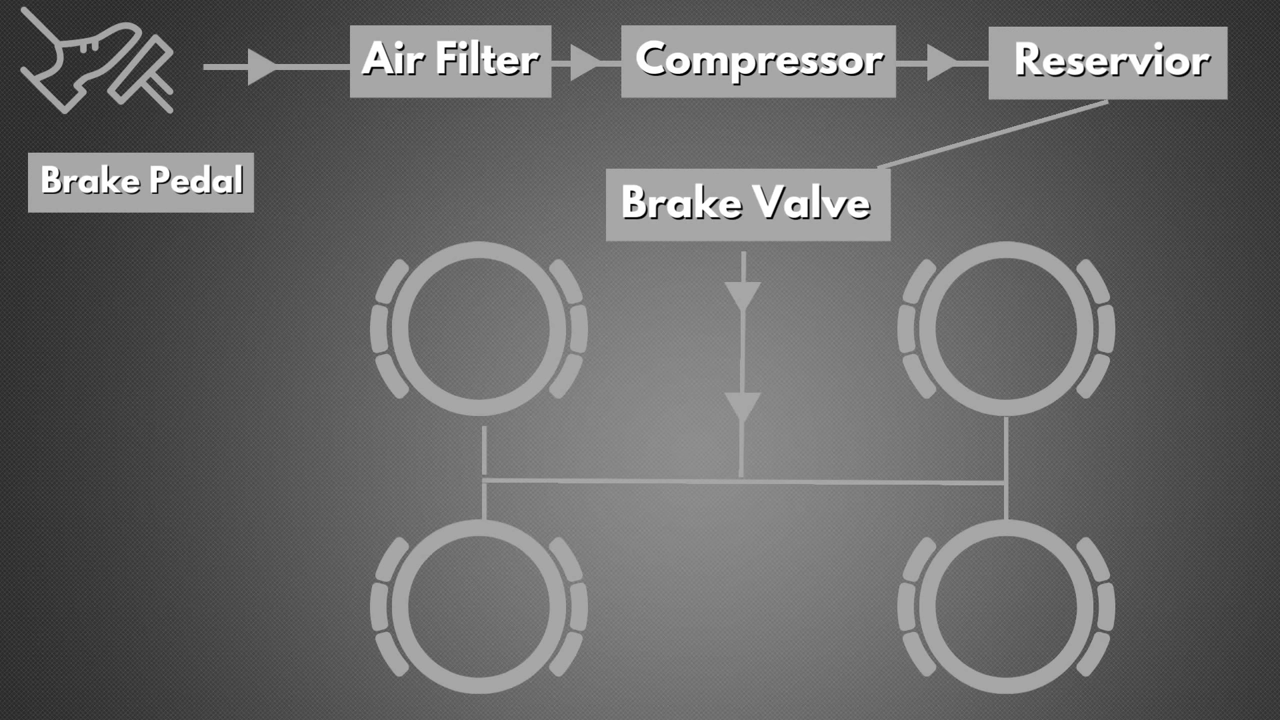 Air Filter
Compressor
Reservior
Brake Pedal
Brake Valve